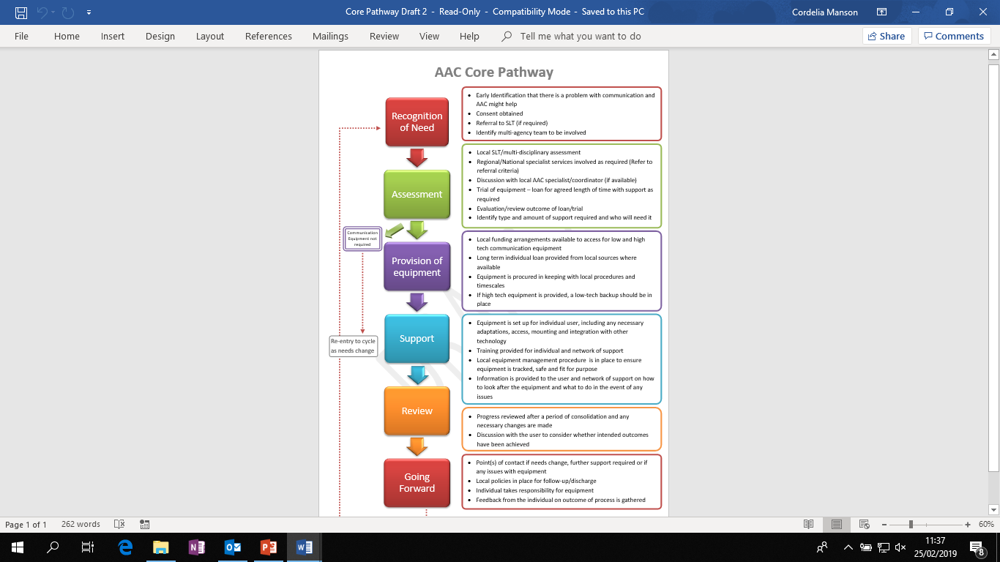 Core Pathway Draft 2 - Read-Only - Compatibility Mode - Saved to this PC
Cordelia Manson
File Home Insert Design Layout References Mailings Review View Help Tell me what you want to do
Share Comments
AAC Core Pathway
Recognition
of Need
• Early Identification that there is a problem with communication and
AAC might help
• Consent obtained
• Referral to SLT (if required)
• Identify multi-agency team to be involved
Assessment
• Local SLT/multi-disciplinary assessment
• Regional/National specialist services involved as required (Refer to
referral criteria)
• Discussion with local AAC specialist/coordinator (if available)
• Trial of equipment – loan for agreed length of time with support as
required
• Evaluation/review outcome of loan/trial
• Identify type and amount of support required and who will need it
Communication
Equipment not
required
Provision of
equipment
• Local funding arrangements available to access for low and high
tech communication equipment
• Long term individual loan provided from local sources where
available
• Equipment is procured in keeping with local procedures and
timescales
• If high tech equipment is provided, a low-tech backup should be in
place
Support
• Equipment is set up for individual user, including any necessary
adaptations, access, mounting and integration with other
technology
• Training provided for individual and network of support
• Local equipment management procedure is in place to ensure
equipment is tracked, safe and fit for purpose
• Information is provided to the user and network of support on how
to look after the equipment and what to do in the event of any
issues
Re-entry to cycle
as needs change
Review
• Progress reviewed after a period of consolidation and any
necessary changes are made
• Discussion with the user to consider whether intended outcomes
have been achieved
Going
Forward
• Point(s) of contact if needs change, further support required or if
any issues with equipment
• Local policies in place for follow-up/discharge
• Individual takes responsibility for equipment
• Feedback from the individual on outcome of process is gathered
Page 1 of 1 262 words
60%
11:37
25/02/2019
8